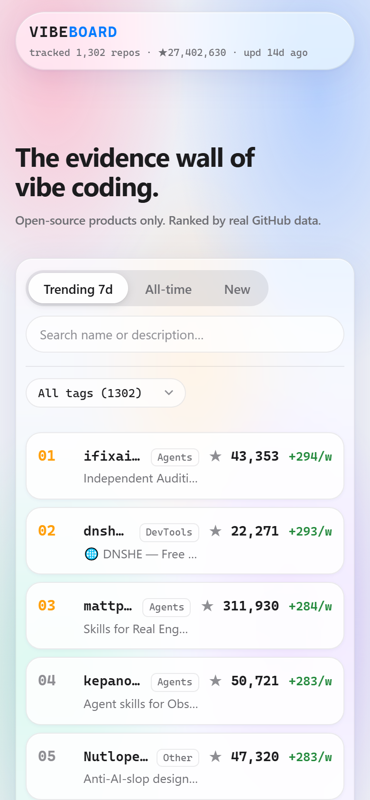 VIBEBOARD
tracked 1,302 repos · ★27,402,630 · upd 14d ago
The evidence wall of
vibe coding.
Open-source products only. Ranked by real GitHub data.
Trending 7d All-time New
Search name or description...
All tags (1302)
01 ifixai... Agents ★ 43,353 +294/w
Independent Auditi...
02 dnsh... DevTools ★ 22,271 +293/w
🌐 DNSHE — Free ...
03 mattp... Agents ★ 311,930 +284/w
Skills for Real Eng...
04 kepano... Agents ★ 50,721 +283/w
Agent skills for Obs...
05 Nutlope... Other ★ 47,320 +283/w
Anti-AI-slop design...